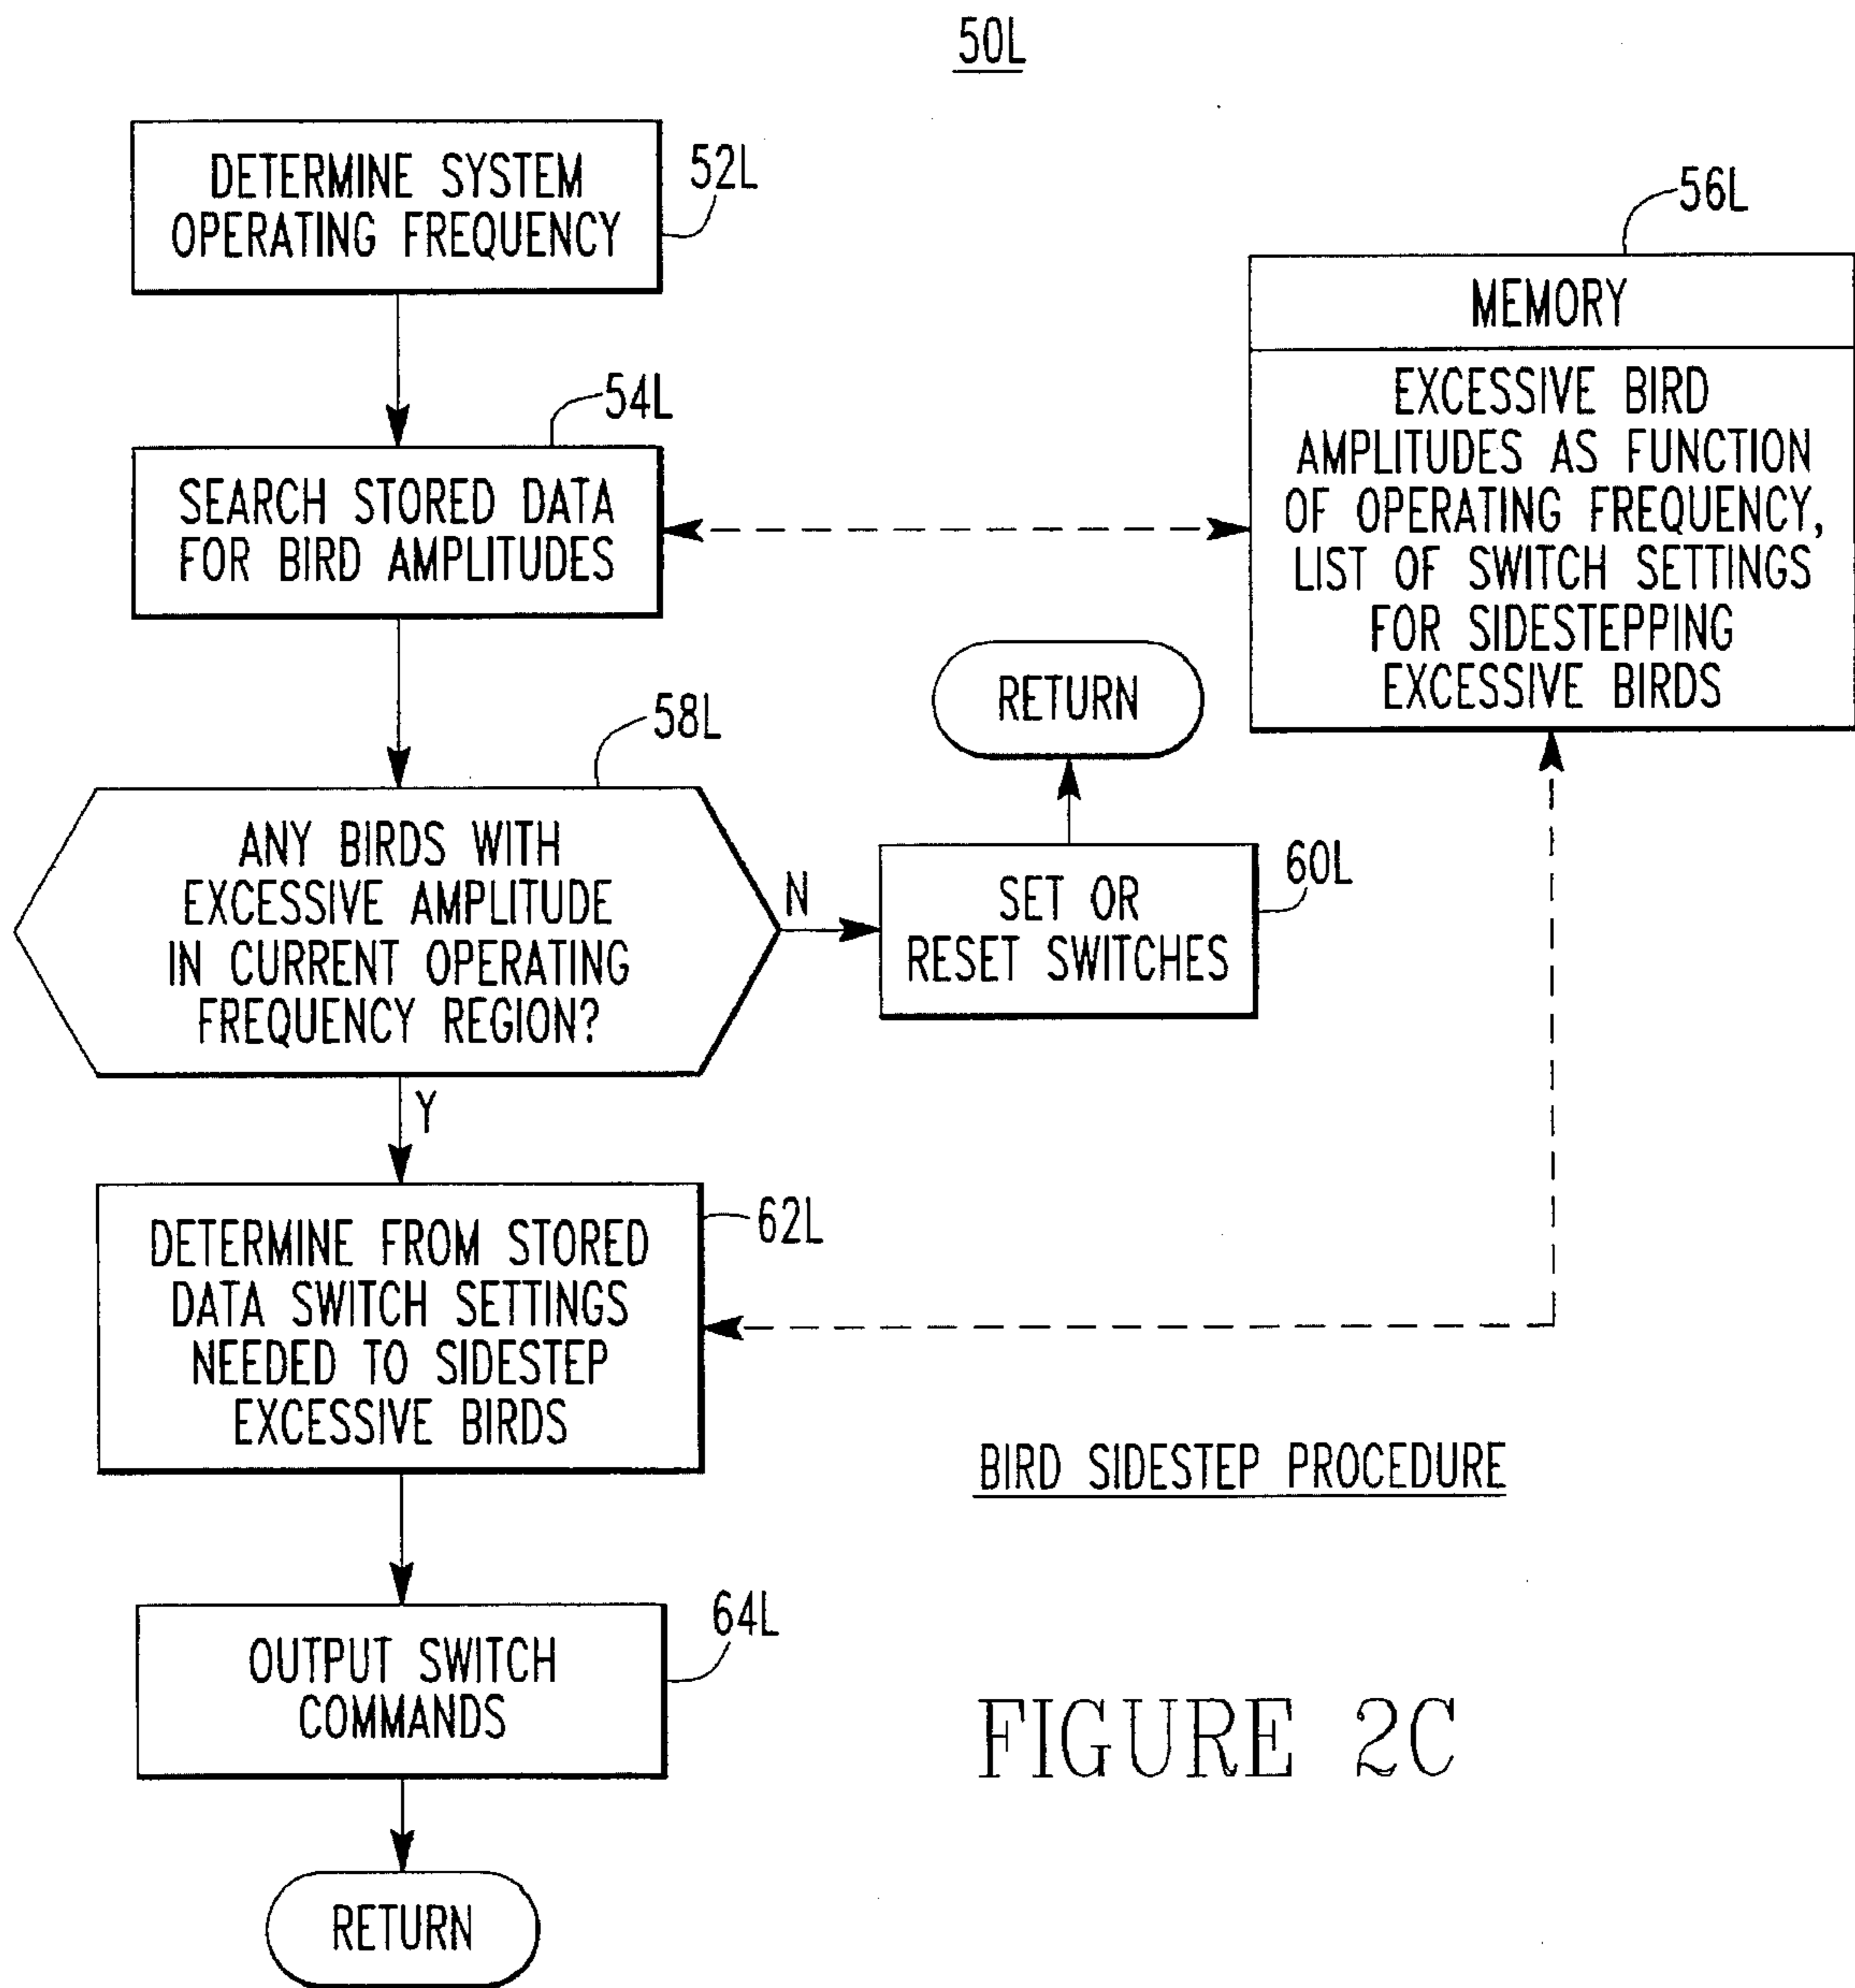 50L
DETERMINE SYSTEM
OPERATING FREQUENCY
52L
54L
SEARCH STORED DATA
FOR BIRD AMPLITUDES
56L
MEMORY
EXCESSIVE BIRD
AMPLITUDES AS FUNCTION
OF OPERATING FREQUENCY,
LIST OF SWITCH SETTINGS
FOR SIDESTEPPING
EXCESSIVE BIRDS
58L
ANY BIRDS WITH
EXCESSIVE AMPLITUDE
IN CURRENT OPERATING
FREQUENCY REGION?
N
RETURN
SET OR
RESET SWITCHES
60L
Y
DETERMINE FROM STORED
DATA SWITCH SETTINGS
NEEDED TO SIDESTEP
EXCESSIVE BIRDS
62L
BIRD SIDESTEP PROCEDURE
OUTPUT SWITCH
COMMANDS
64L
RETURN
FIGURE 2C